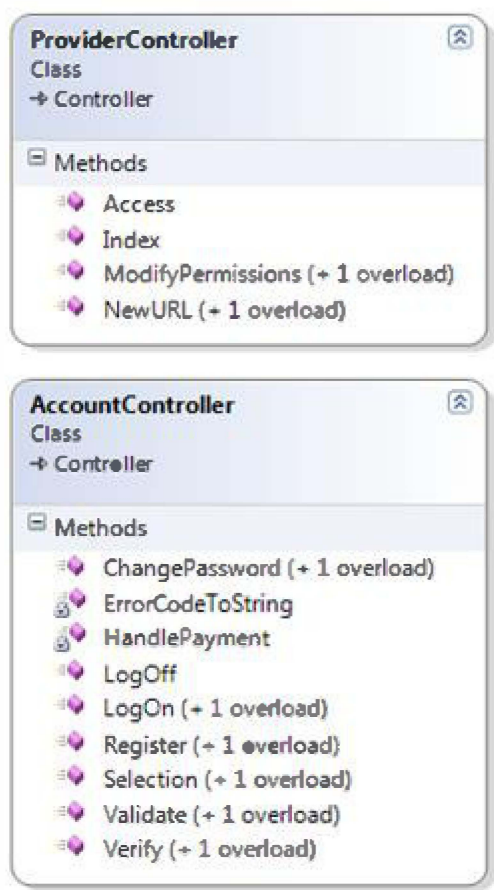 ProviderController
Class
Controller
Methods
Access
Index
ModifyPermissions (+ 1 overload)
NewURL (+ 1 overload)
AccountController
Class
Controller
Methods
ChangePassword (+ 1 overload)
ErrorCodeToString
HandlePayment
LogOff
LogOn (+ 1 overload)
Register (+ 1 overload)
Selection (+ 1 overload)
Validate (+ 1 overload)
Verify (+ 1 overload)